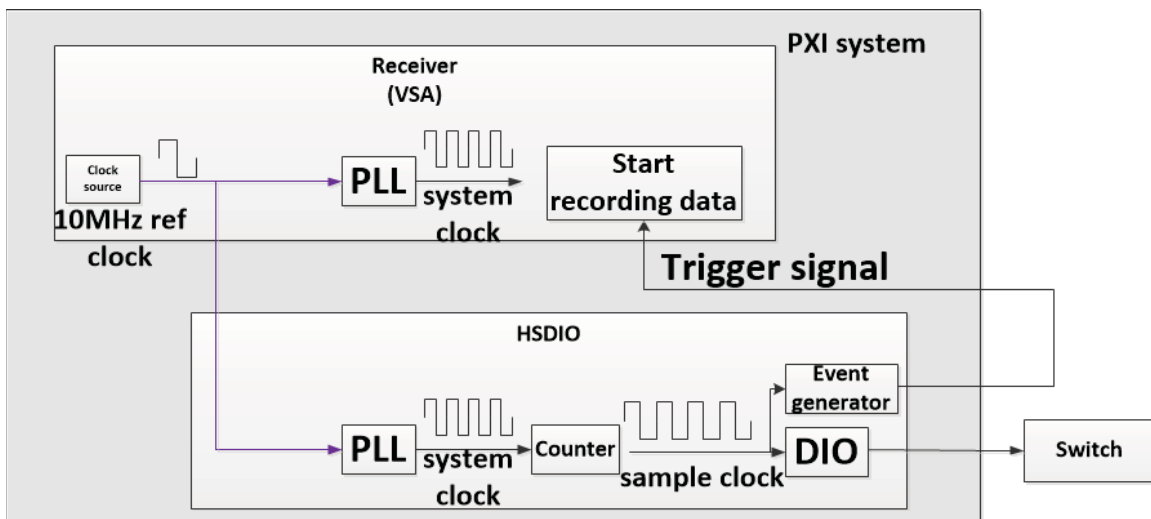 PXI system
Receiver
(VSA)
Clock
source
10MHz ref
clock
PLL
system
clock
Start
recording data
Trigger signal
HSDIO
PLL
system
clock
Counter
sample clock
Event
generator
DIO
Switch